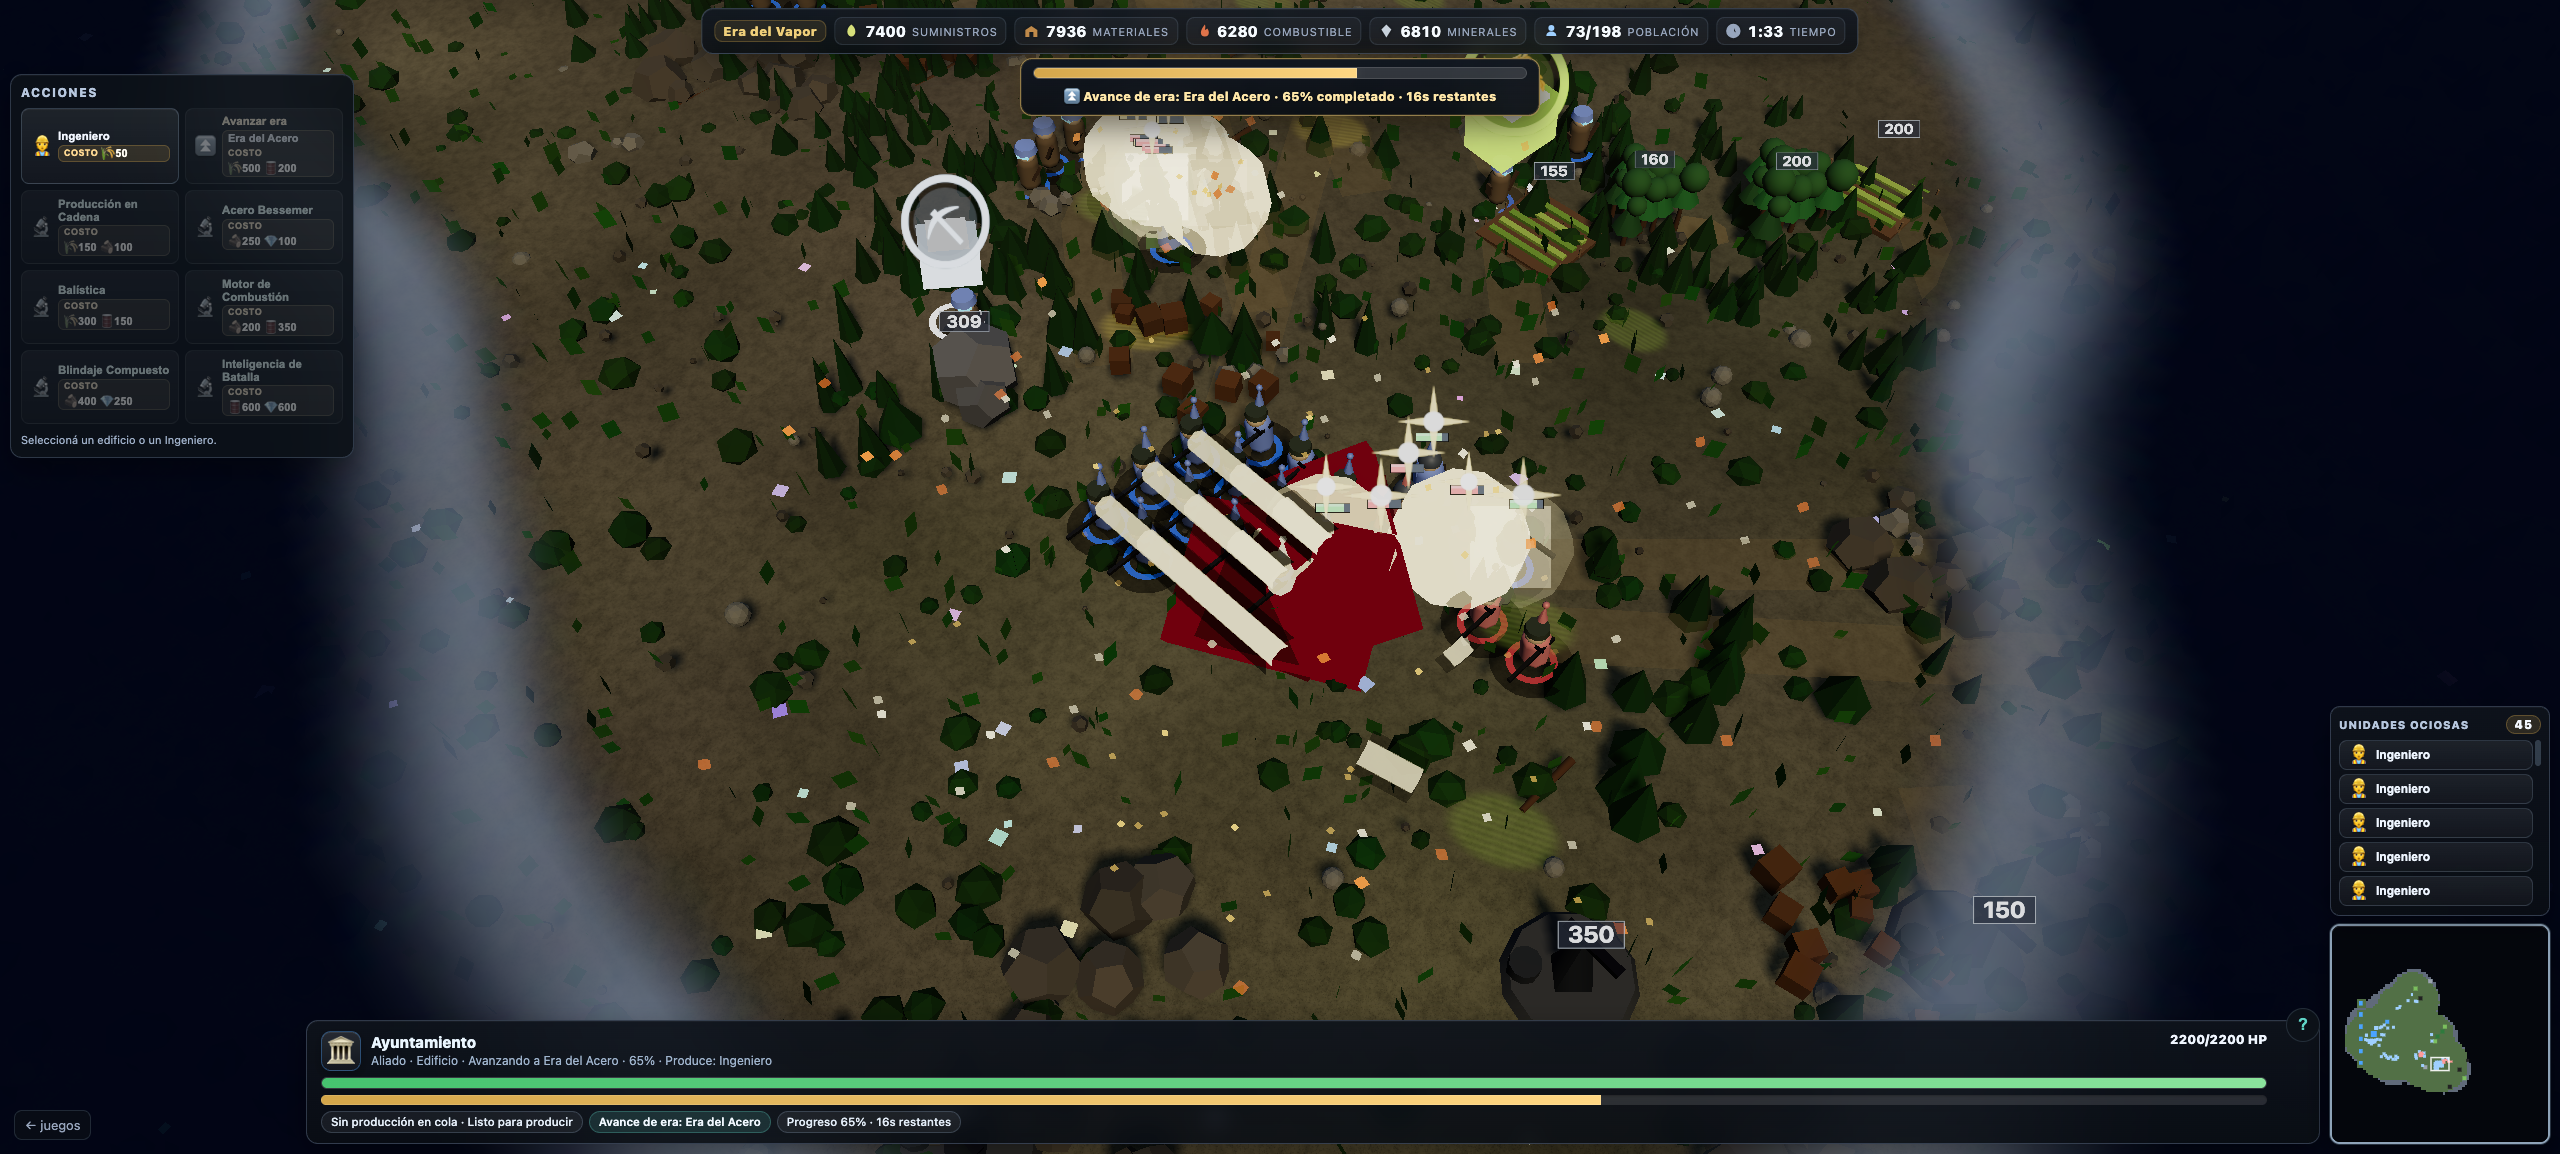 Era del Vapor
7400 SUMINISTROS
7936 MATERIALES
6280 COMBUSTIBLE
6810 MINERALES
73/198 POBLACIÓN
1:33 TIEMPO
Avance de era: Era del Acero · 65% completado · 16s restantes
ACCIONES
Ingeniero
COSTO 50
Avanzar era
Era del Acero
COSTO
500 200
Producción en
Cadena
COSTO
150 100
Acero Bessemer
COSTO
250 100
Balística
COSTO
300 150
Motor de
Combustión
COSTO
200 350
Blindaje Compuesto
COSTO
400 250
Inteligencia de
Batalla
COSTO
600 600
Seleccioná un edificio o un Ingeniero.
200
160
200
155
309
350
150
UNIDADES OCIOSAS 45
Ingeniero
Ingeniero
Ingeniero
Ingeniero
Ingeniero
?
Ayuntamiento
2200/2200 HP
Aliado · Edificio · Avanzando a Era del Acero · 65% · Produce: Ingeniero
Sin producción en cola · Listo para producir
Avance de era: Era del Acero
Progreso 65% · 16s restantes
← juegos